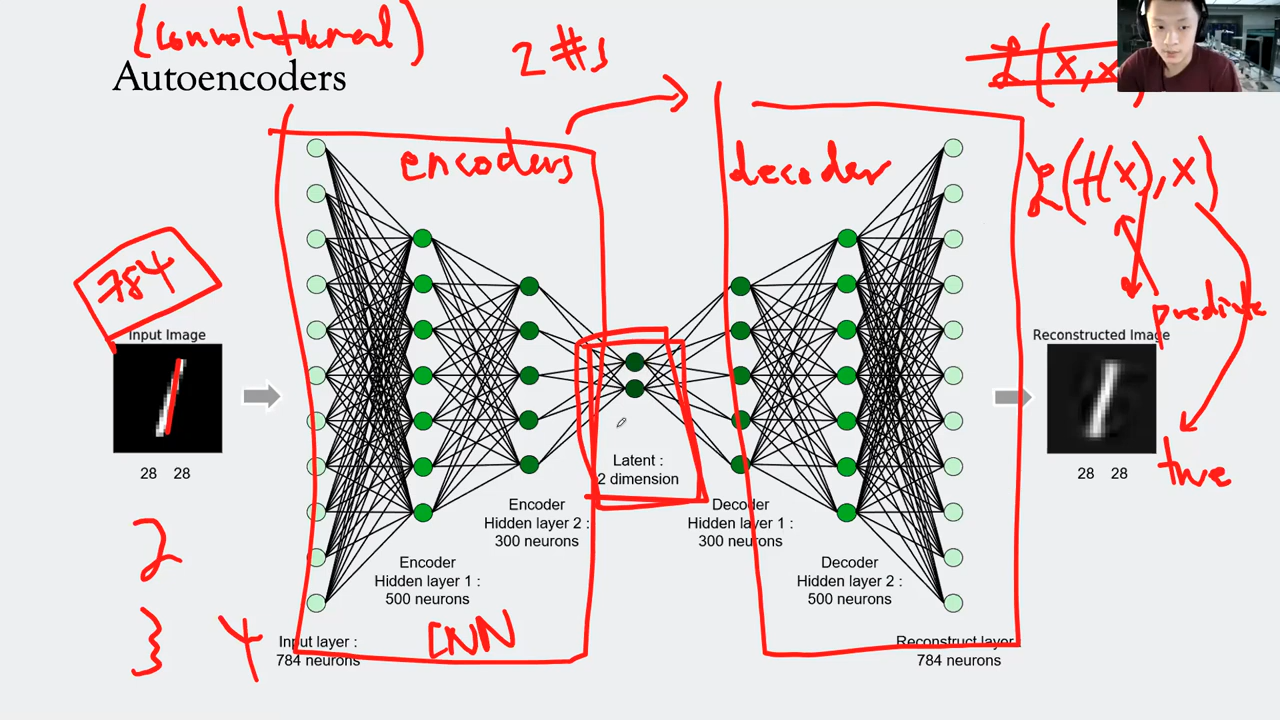 (Convolutional)
Autoencoders
2 #s
L(x, x
encoders
decoder
L(f(x), x)
784
Input Image
28 28
predicte
Reconstructed Image
28 28
true
Latent :
2 dimension
Encoder
Hidden layer 2 :
300 neurons
Decoder
Hidden layer 1 :
300 neurons
Encoder
Hidden layer 1 :
500 neurons
Decoder
Hidden layer 2 :
500 neurons
2
3
4
CNN
Input layer :
784 neurons
Reconstruct layer
784 neurons